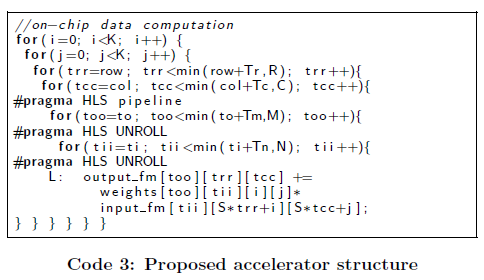 //on-chip data computation
for(i=0; i<K; i++) {
for(j=0; j<K; j++) {
for(trr=row; trr<min(row+Tr,R); trr++){
for(tcc=col; tcc<min(col+Tc,C); tcc++){
#pragma HLS pipeline
for(too=to; too<min(to+Tm,M); too++){
#pragma HLS UNROLL
for(tii=ti; tii<min(ti+Tn,N); tii++){
#pragma HLS UNROLL
L: output_fm[too][trr][tcc] +=
weights[too][tii][i][j]*
input_fm[tii][S*trr+i][S*tcc+j];
} } } } } }
Code 3: Proposed accelerator structure